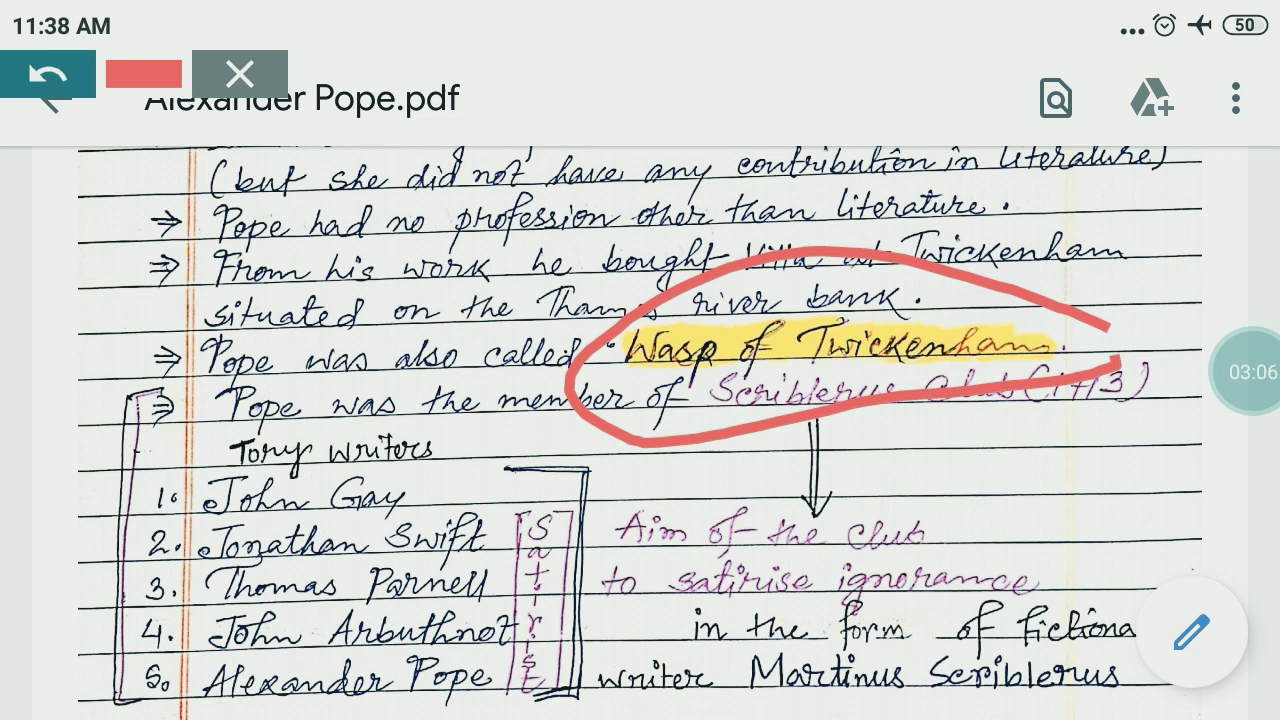 11:38 AM
50
Alexander Pope.pdf
(but she did not have any contribution in literature)
⇒ Pope had no profession other than literature.
⇒ From his work he bought villa at Twickenham
situated on the Thames river bank.
⇒ Pope was also called "Wasp of Twickenham.
⇒ Pope was the member of Scriblerus Club (1713)
Tory writers
1. John Gay
2. Jonathan Swift
3. Thomas Parnell
4. John Arbuthnot
5. Alexander Pope
Satirist
Aim of the Club
to satirise ignorance
in the form of fictiona
writer Martinus Scriblerus
03:06